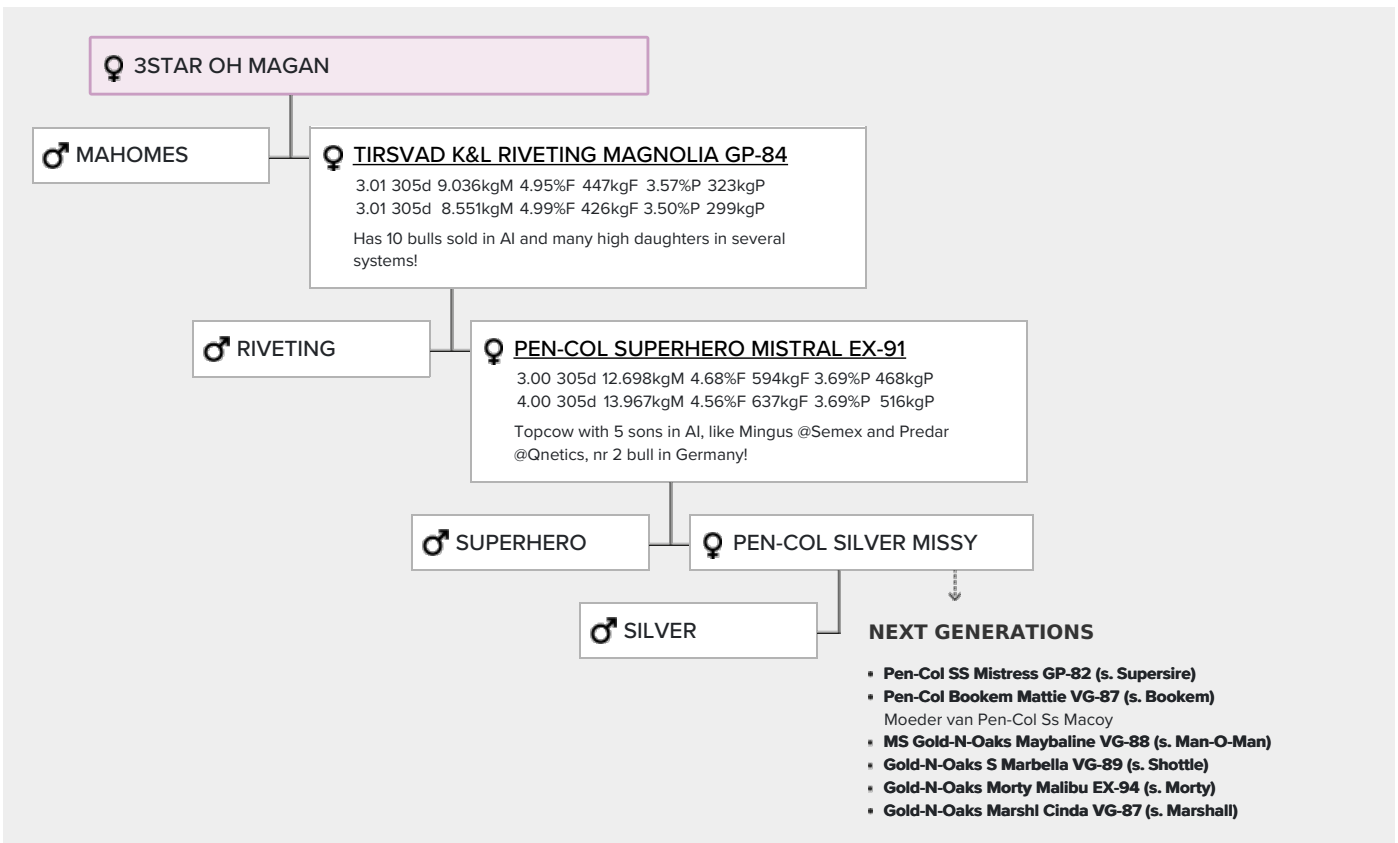 3STAR OH MAGAN
MAHOMES
TIRSVAD K&L RIVETING MAGNOLIA GP-84
3.01 305d 9.036kgM 4.95%F 447kgF 3.57%P 323kgP
3.01 305d 8.551kgM 4.99%F 426kgF 3.50%P 299kgP
Has 10 bulls sold in AI and many high daughters in several
systems!
RIVETING
PEN-COL SUPERHERO MISTRAL EX-91
3.00 305d 12.698kgM 4.68%F 594kgF 3.69%P 468kgP
4.00 305d 13.967kgM 4.56%F 637kgF 3.69%P 516kgP
Topcow with 5 sons in AI, like Mingus @Semex and Predar
@Qnetics, nr 2 bull in Germany!
SUPERHERO
PEN-COL SILVER MISSY
SILVER
NEXT GENERATIONS
• Pen-Col SS Mistress GP-82 (s. Supersire)
• Pen-Col Bookem Mattie VG-87 (s. Bookem)
Moeder van Pen-Col Ss Macoy
• MS Gold-N-Oaks Maybaline VG-88 (s. Man-O-Man)
• Gold-N-Oaks S Marbella VG-89 (s. Shottle)
• Gold-N-Oaks Morty Malibu EX-94 (s. Morty)
• Gold-N-Oaks Marshl Cinda VG-87 (s. Marshall)